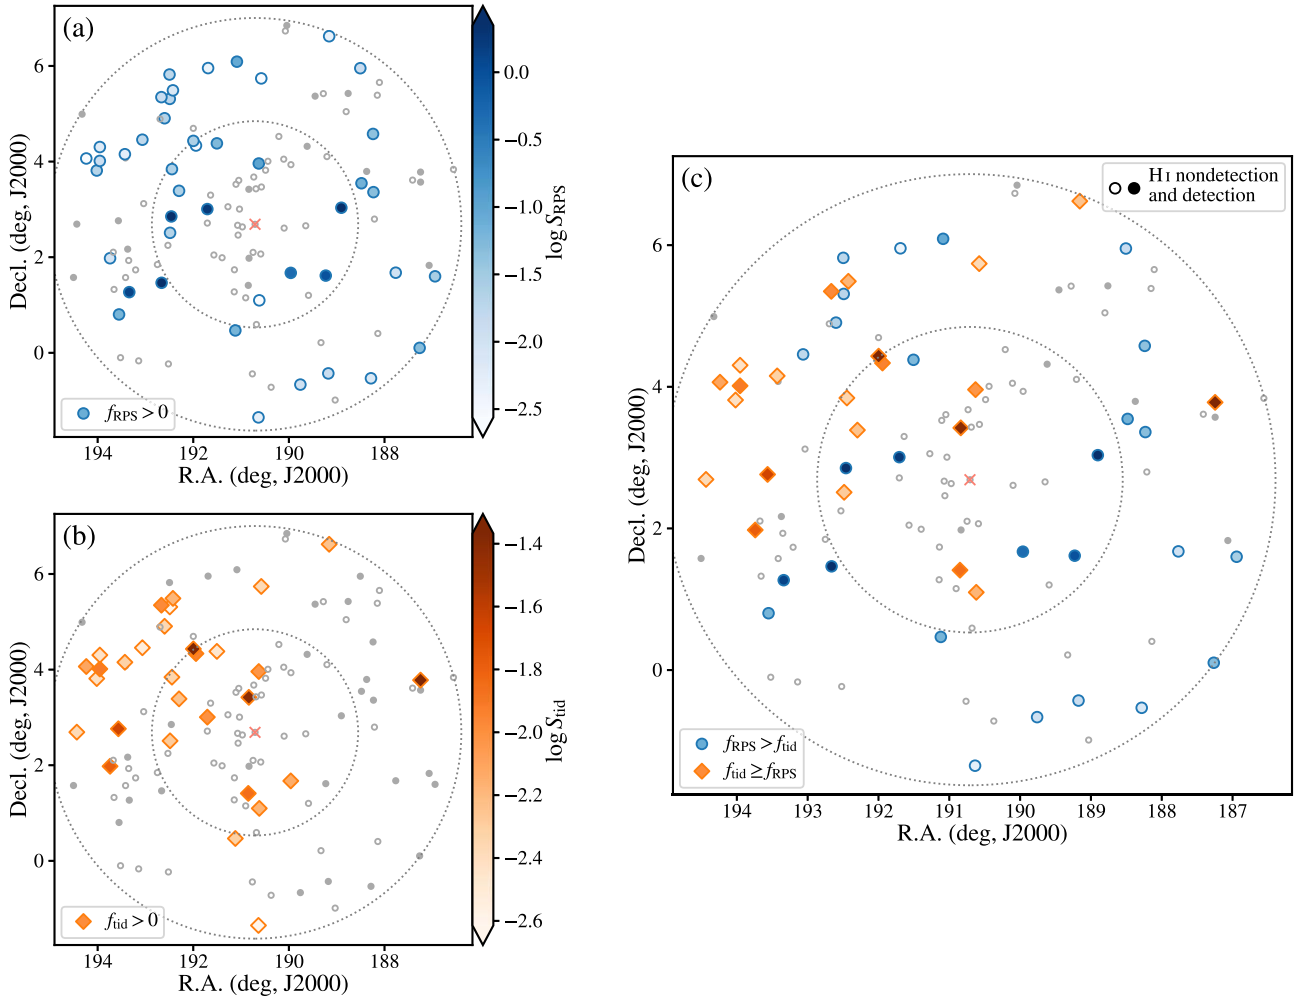 (a)
6
4
2
0
Decl. (deg, J2000)
194
192
190
188
R.A. (deg, J2000)
f_RPS > 0
0.0
−0.5
−1.0
−1.5
−2.0
−2.5
log S_RPS
(b)
6
4
2
0
Decl. (deg, J2000)
194
192
190
188
R.A. (deg, J2000)
f_tid > 0
−1.4
−1.6
−1.8
−2.0
−2.2
−2.4
−2.6
log S_tid
(c)
H I nondetection
and detection
6
4
2
0
Decl. (deg, J2000)
194
193
192
191
190
189
188
187
R.A. (deg, J2000)
f_RPS > f_tid
f_tid ≥ f_RPS